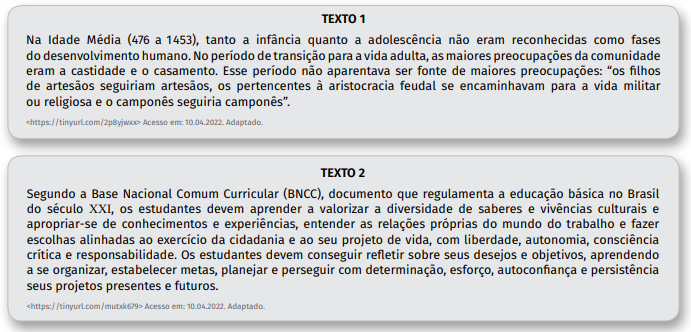 TEXTO 1
Na Idade Média (476 a 1453), tanto a infância quanto a adolescência não eram reconhecidas como fases
do desenvolvimento humano. No período de transição para a vida adulta, as maiores preocupações da comunidade
eram a castidade e o casamento. Esse período não aparentava ser fonte de maiores preocupações: “os filhos
de artesãos seguiriam artesãos, os pertencentes à aristocracia feudal se encaminhavam para a vida militar
ou religiosa e o camponês seguiria camponês”.
<https://tinyurl.com/2p8yjwxx> Acesso em: 10.04.2022. Adaptado.
TEXTO 2
Segundo a Base Nacional Comum Curricular (BNCC), documento que regulamenta a educação básica no Brasil
do século XXI, os estudantes devem aprender a valorizar a diversidade de saberes e vivências culturais e
apropriar-se de conhecimentos e experiências, entender as relações próprias do mundo do trabalho e fazer
escolhas alinhadas ao exercício da cidadania e ao seu projeto de vida, com liberdade, autonomia, consciência
crítica e responsabilidade. Os estudantes devem conseguir refletir sobre seus desejos e objetivos, aprendendo
a se organizar, estabelecer metas, planejar e perseguir com determinação, esforço, autoconfiança e persistência
seus projetos presentes e futuros.
<https://tinyurl.com/mutxk679> Acesso em: 10.04.2022. Adaptado.